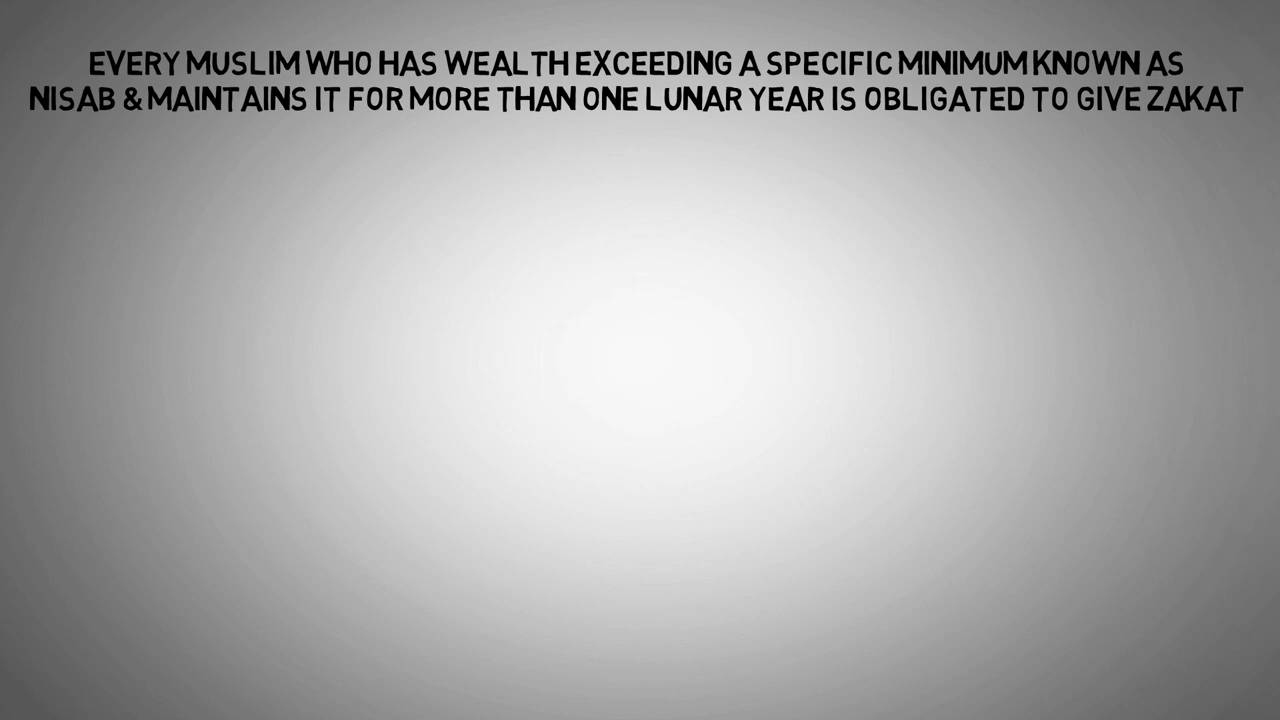 EVERY MUSLIM WHO HAS WEALTH EXCEEDING A SPECIFIC MINIMUM KNOWN AS
NISAB & MAINTAINS IT FOR MORE THAN ONE LUNAR YEAR IS OBLIGATED TO GIVE ZAKAT